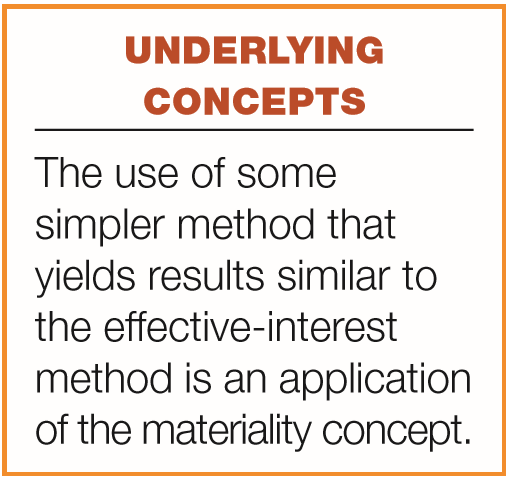 UNDERLYING
CONCEPTS
The use of some
simpler method that
yields results similar to
the effective-interest
method is an application
of the materiality concept.